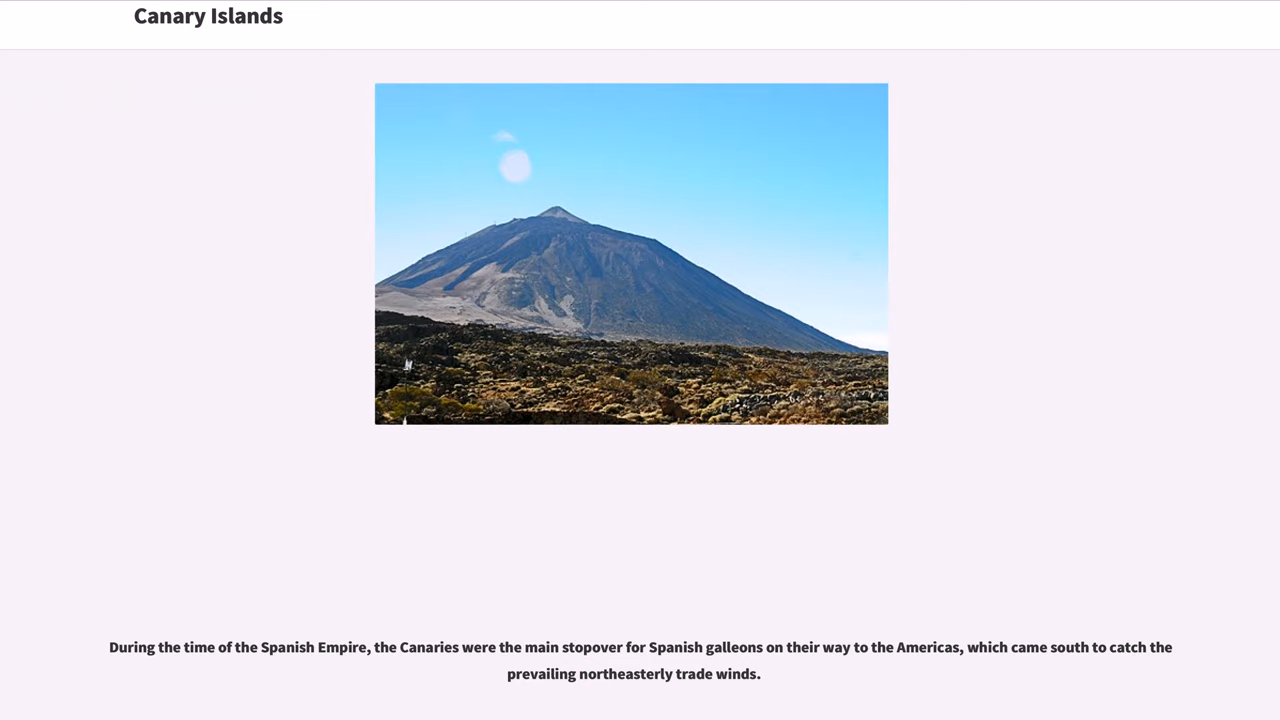 Canary Islands
During the time of the Spanish Empire, the Canaries were the main stopover for Spanish galleons on their way to the Americas, which came south to catch the
prevailing northeasterly trade winds.